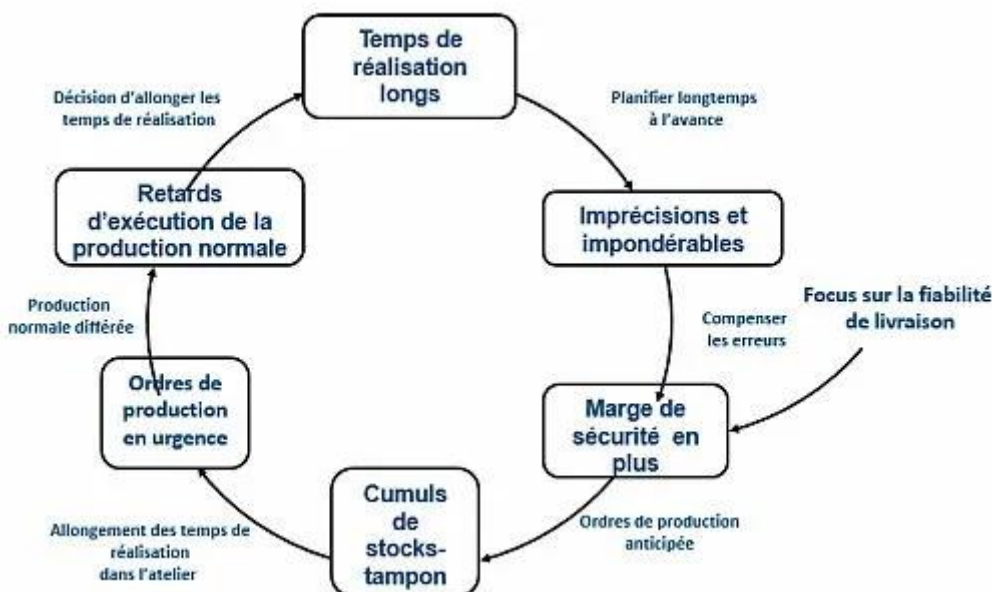 Temps de
réalisation
longs
Décision d'allonger les
temps de réalisation
Planifier longtemps
à l'avance
Retards
d'exécution de la
production normale
Imprécisions et
impondérables
Production
normale différée
Compenser
les erreurs
Focus sur la fiabilité
de livraison
Ordres de
production
en urgence
Marge de
sécurité en
plus
Cumuls
de
stocks-
tampon
Ordres de production
anticipée
Allongement des temps de
réalisation
dans l'atelier